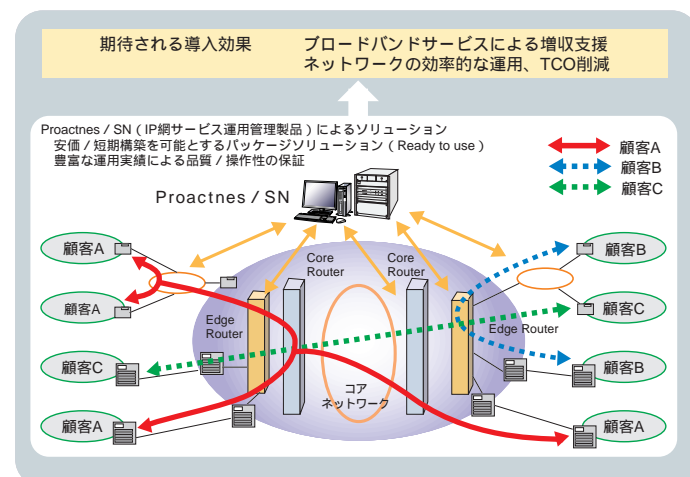 期待される導入効果 ブロードバンドサービスによる増収支援
ネットワークの効率的な運用、TCO削減
Proactnes / SN(IP網サービス運用管理製品)によるソリューション
安価 / 短期構築を可能とするパッケージソリューション(Ready to use)
豊富な運用実績による品質 / 操作性の保証
顧客A
顧客B
顧客C
Proactnes / SN
顧客A
顧客A
顧客C
顧客A
Edge
Router
Core
Router
Core
Router
Edge Router
コア
ネットワーク
顧客B
顧客C
顧客B
顧客A